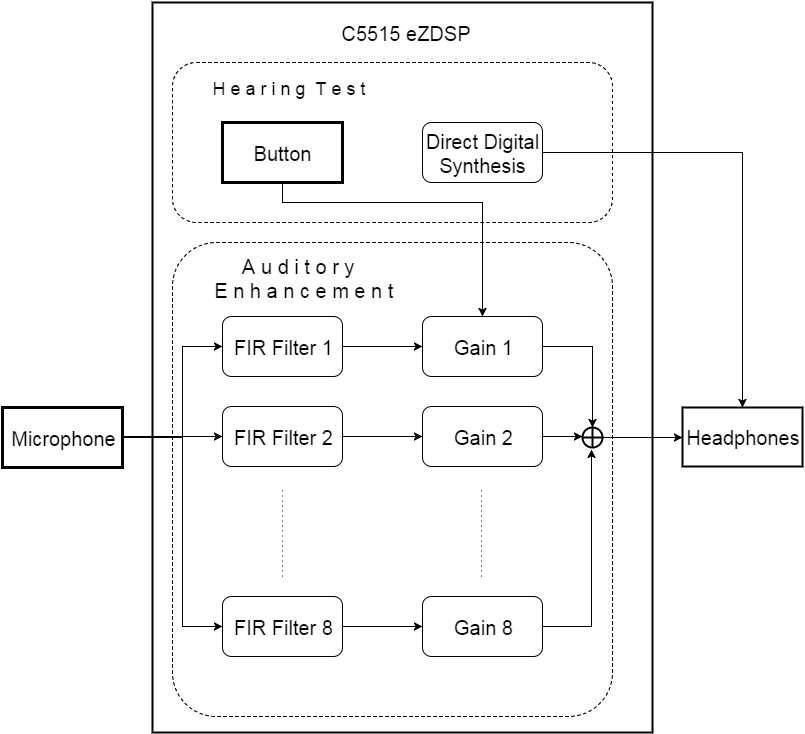 C5515 eZDSP
Hearing Test
Button
Direct Digital
Synthesis
Auditory
Enhancement
FIR Filter 1
Gain 1
Microphone
FIR Filter 2
Gain 2
Headphones
FIR Filter 8
Gain 8